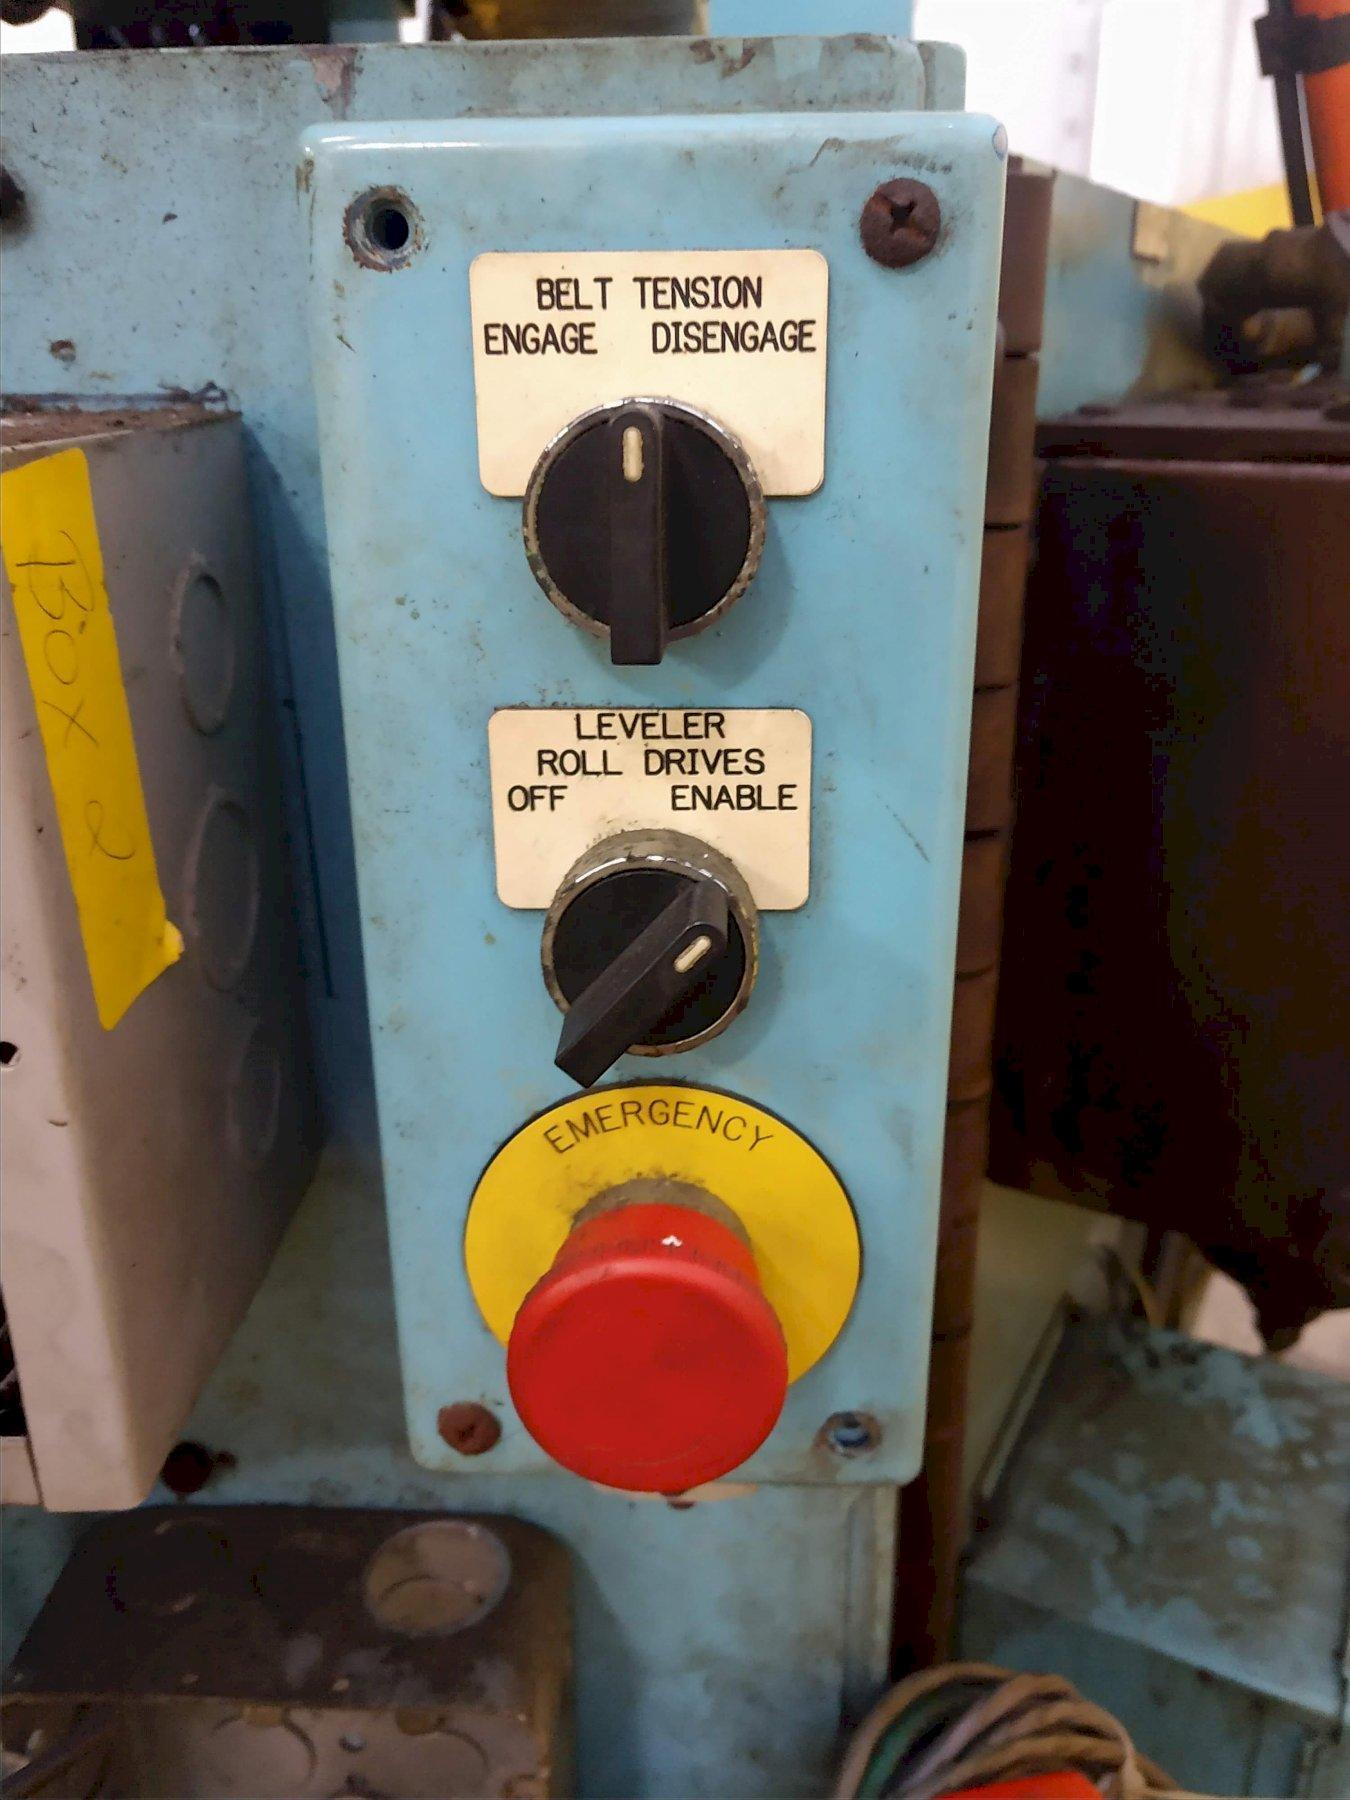 BELT TENSION
ENGAGE DISENGAGE
LEVELER
ROLL DRIVES
OFF ENABLE
EMERGENCY
Box 2